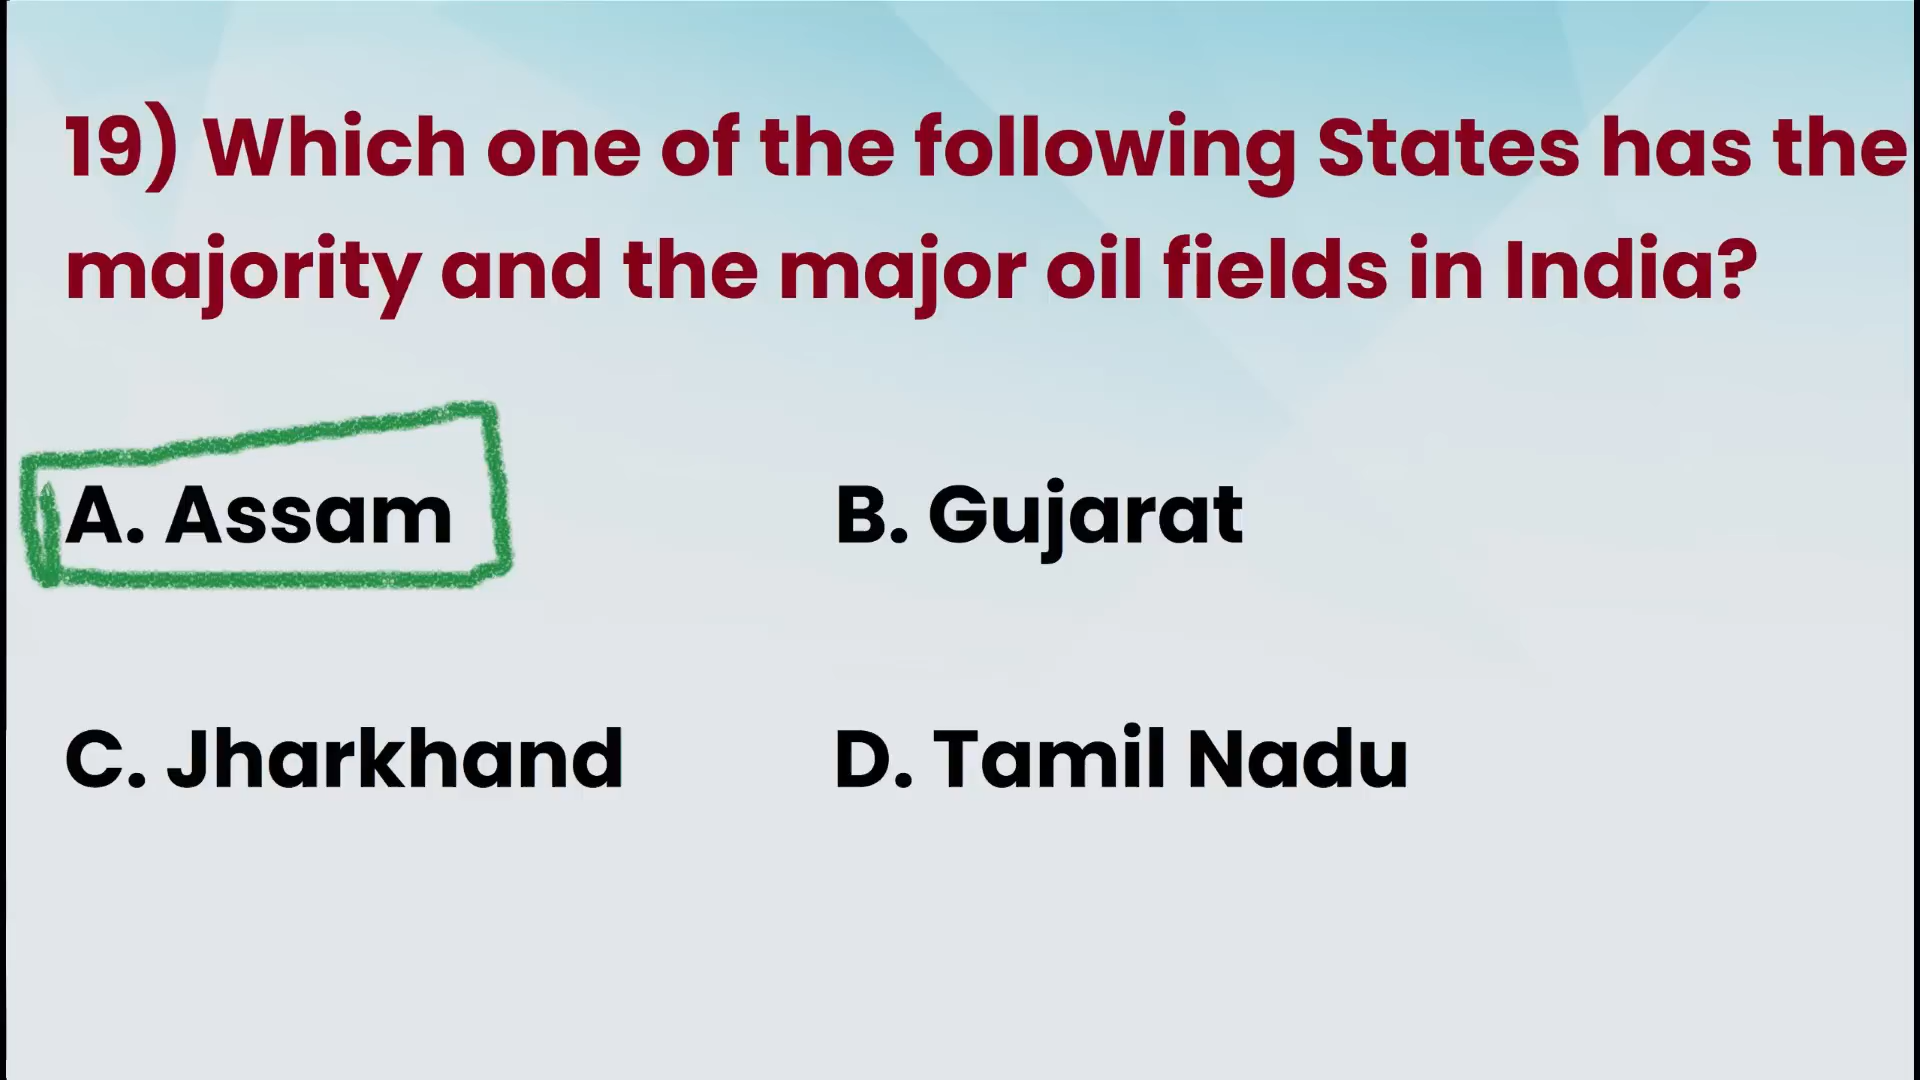 19) Which one of the following States has the
majority and the major oil fields in India?
A. Assam
B. Gujarat
C. Jharkhand
D. Tamil Nadu